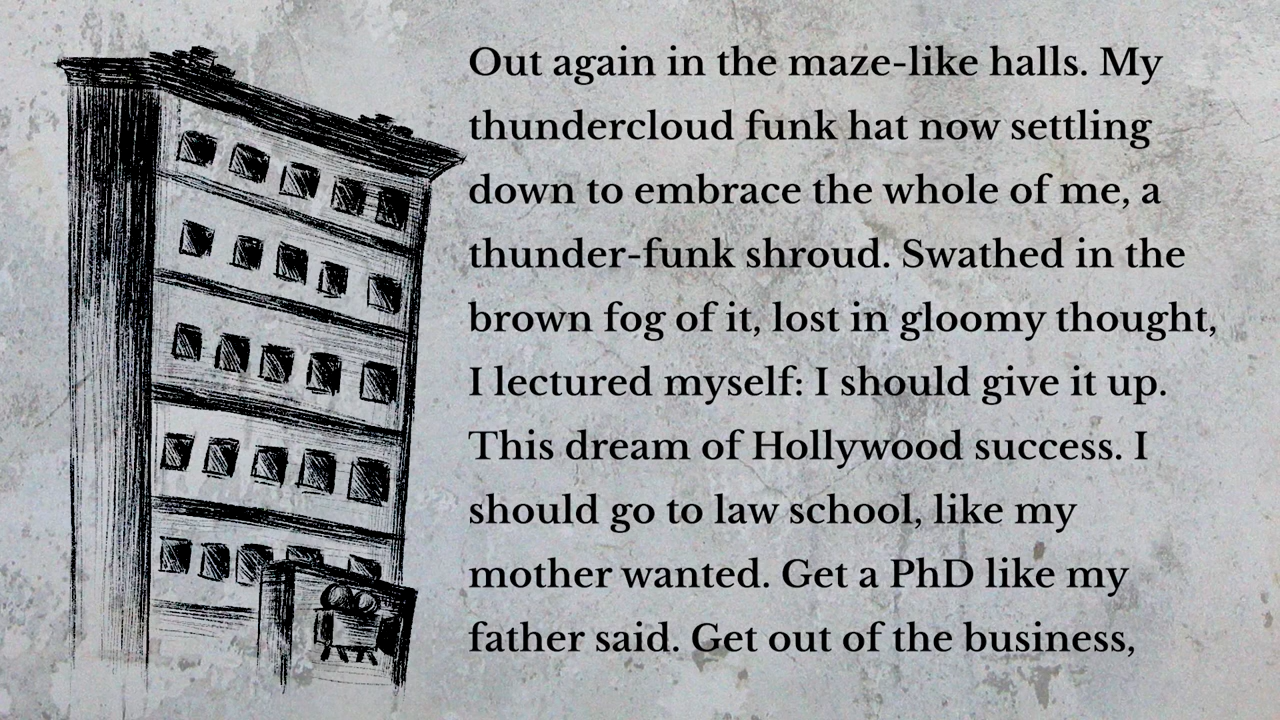 Out again in the maze-like halls. My
thundercloud funk hat now settling
down to embrace the whole of me, a
thunder-funk shroud. Swathed in the
brown fog of it, lost in gloomy thought,
I lectured myself: I should give it up.
This dream of Hollywood success. I
should go to law school, like my
mother wanted. Get a PhD like my
father said. Get out of the business,